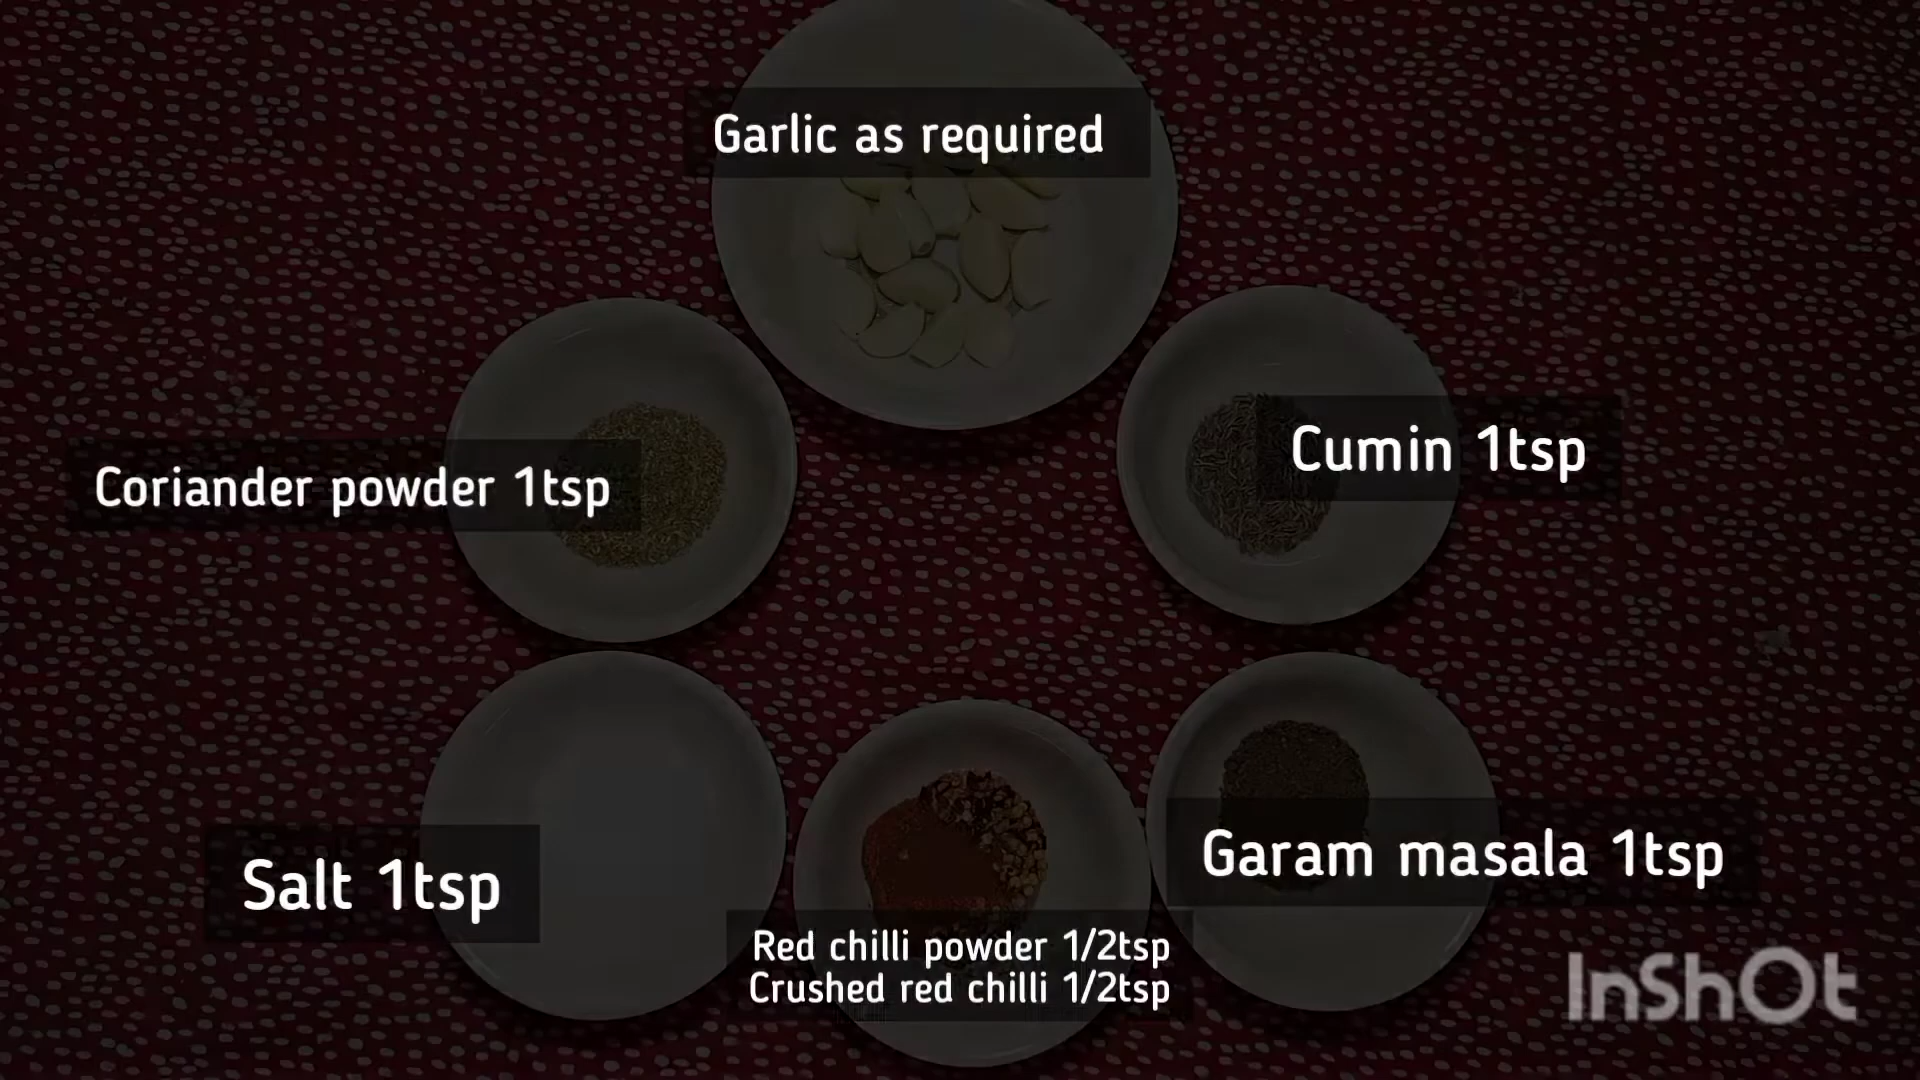 Garlic as required
Cumin 1tsp
Coriander powder 1tsp
Garam masala 1tsp
Salt 1tsp
Red chilli powder 1/2tsp
Crushed red chilli 1/2tsp
InShOt